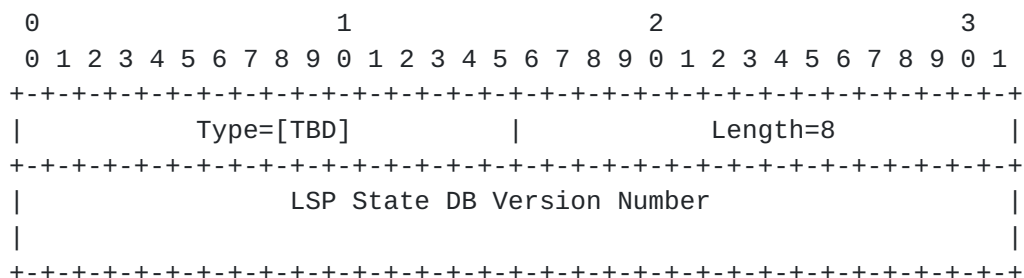 0                   1                   2                   3
 0 1 2 3 4 5 6 7 8 9 0 1 2 3 4 5 6 7 8 9 0 1 2 3 4 5 6 7 8 9 0 1
+-+-+-+-+-+-+-+-+-+-+-+-+-+-+-+-+-+-+-+-+-+-+-+-+-+-+-+-+-+-+-+-+
|           Type=[TBD]          |            Length=8           |
+-+-+-+-+-+-+-+-+-+-+-+-+-+-+-+-+-+-+-+-+-+-+-+-+-+-+-+-+-+-+-+-+
|                 LSP State DB Version Number                   |
|                                                               |
+-+-+-+-+-+-+-+-+-+-+-+-+-+-+-+-+-+-+-+-+-+-+-+-+-+-+-+-+-+-+-+-+